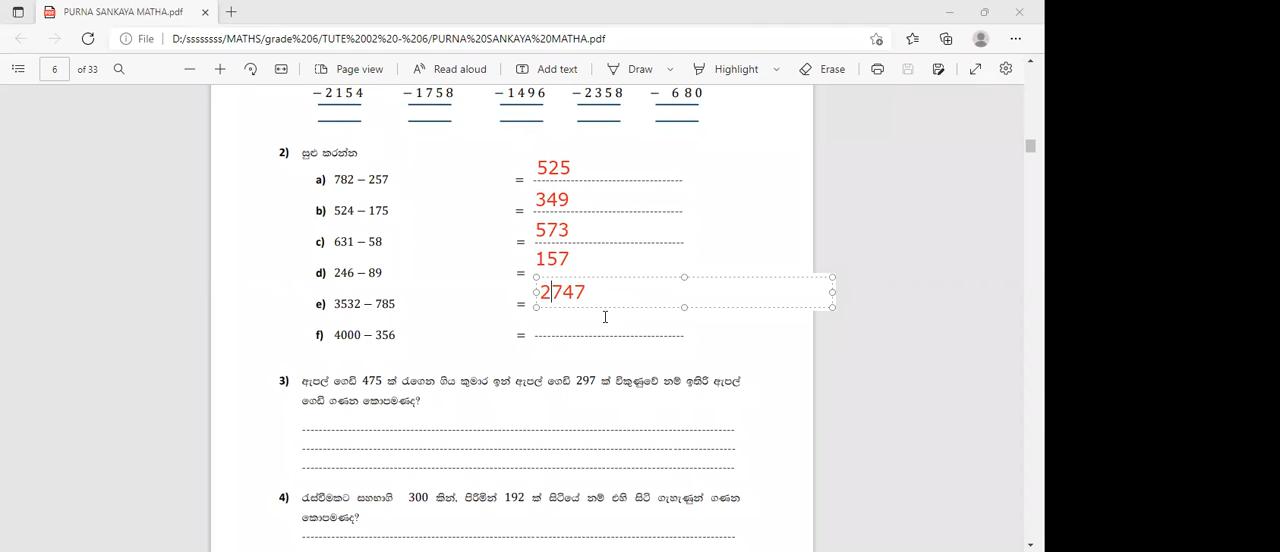 PURNA SANKAYA MATHA.pdf
File D:/ssssssss/MATHS/grade%206/TUTE%2002%20-%206/PURNA%20SANKAYA%20MATHA.pdf
6 of 33 Page view Read aloud Add text Draw Highlight Erase
−2154 −1758 −1496 −2358 − 680
2) සුළු කරන්න
a) 782 − 257 = 525
b) 524 − 175 = 349
c) 631 − 58 = 573
d) 246 − 89 = 157
e) 3532 − 785 = 2747
f) 4000 − 356 =
3) ඇපල් ගෙඩි 475 ක් රැගෙන ගිය කුමාර ඉන් ඇපල් ගෙඩි 297 ක් විකුණුවේ නම් ඉතිරි ඇපල්
ගෙඩි ගණන කොපමණද?
4) රැස්වීමකට සහභාගි 300 කින්, පිරිමින් 192 ක් සිටියේ නම් එහි සිටි ගැහැණුන් ගණන
කොපමණද?